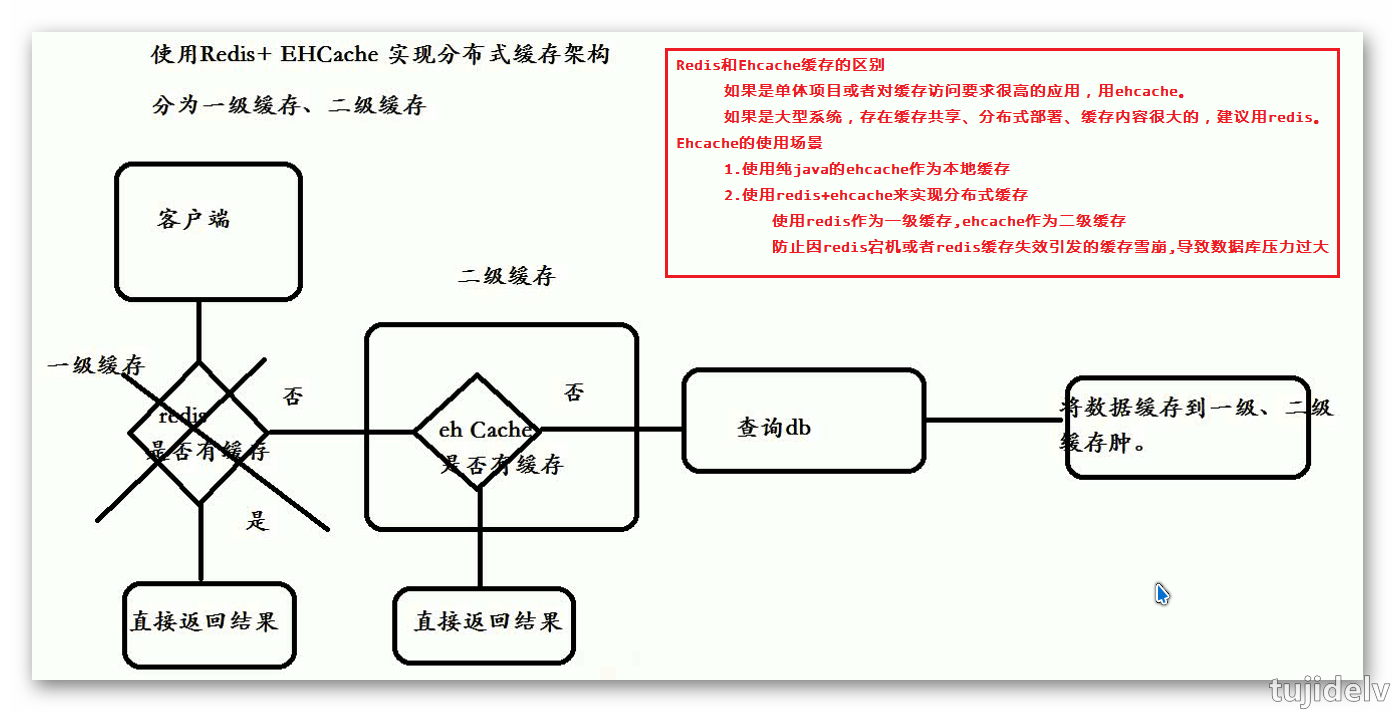 使用Redis+ EHCache 实现分布式缓存架构
分为一级缓存、二级缓存
Redis和Ehcache缓存的区别
如果是单体项目或者对缓存访问要求很高的应用，用ehcache。
如果是大型系统，存在缓存共享、分布式部署、缓存内容很大的，建议用redis。
Ehcache的使用场景
1.使用纯java的ehcache作为本地缓存
2.使用redis+ehcache来实现分布式缓存
使用redis作为一级缓存,ehcache作为二级缓存
防止因redis宕机或者redis缓存失效引发的缓存雪崩,导致数据库压力过大
客户端
二级缓存
一级缓存
否
redis
是否有缓存
是
直接返回结果
否
eh Cache
是否有缓存
直接返回结果
查询db
将数据缓存到一级、二级
缓存肿。
tujidelv